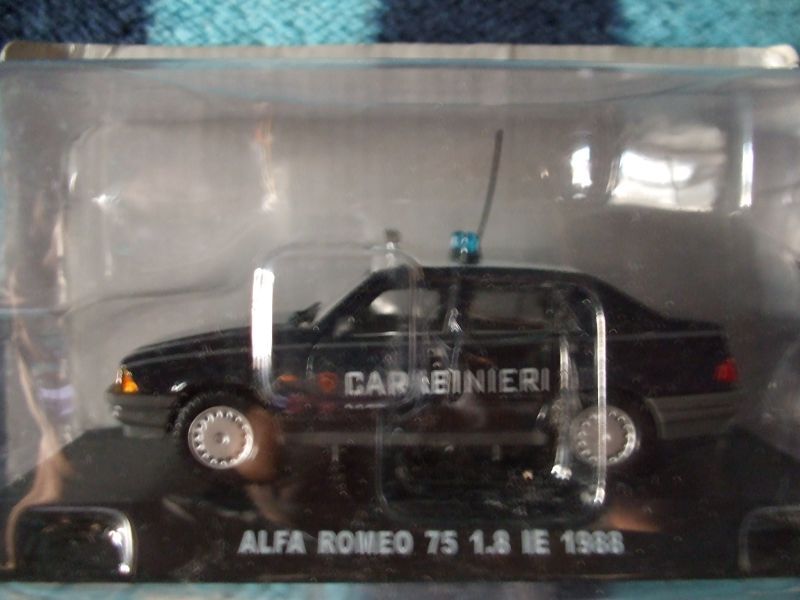 CARABINIERI
ALFA ROMEO 75 1.8 IE 1988